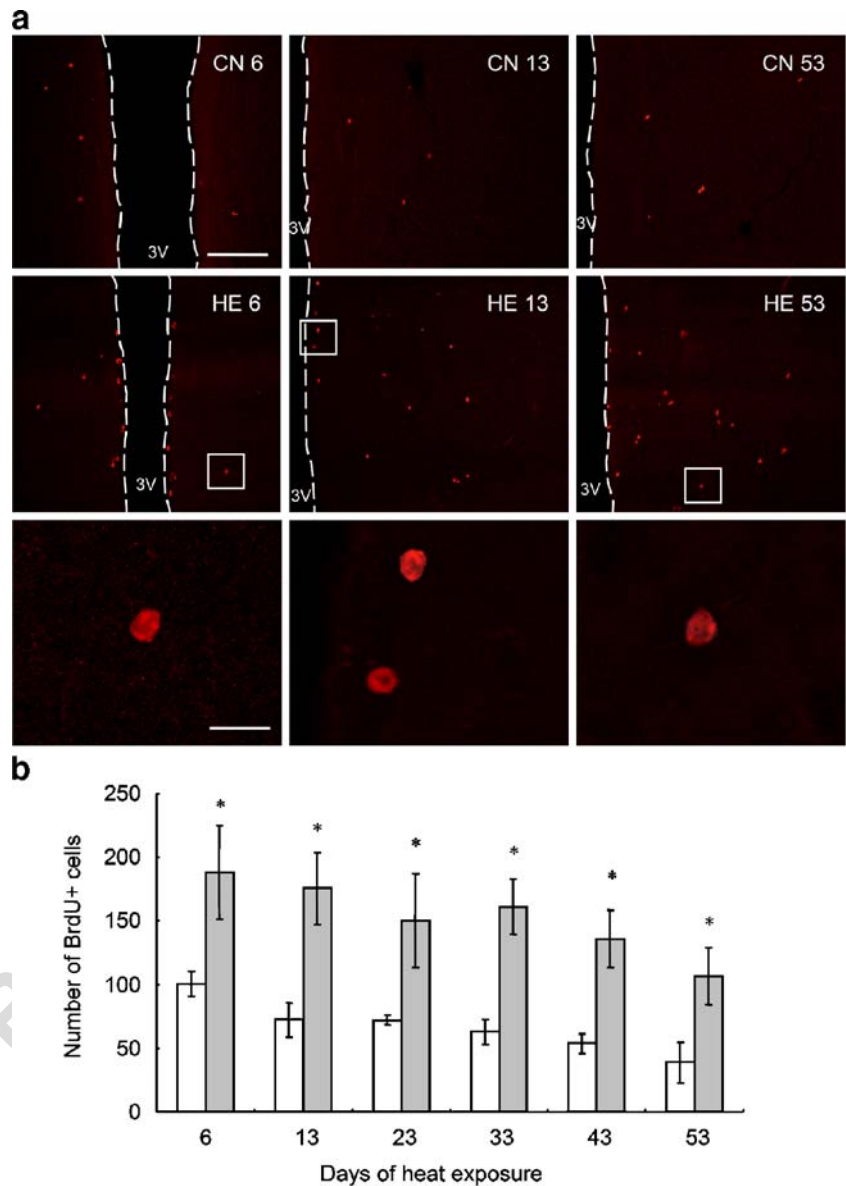 a
CN 6
CN 13
CN 53
3V
3V
3V
HE 6
HE 13
HE 53
3V
3V
3V
b
Number of BrdU+ cells
250
200
150
100
50
0
* * * * * *
6 13 23 33 43 53
Days of heat exposure